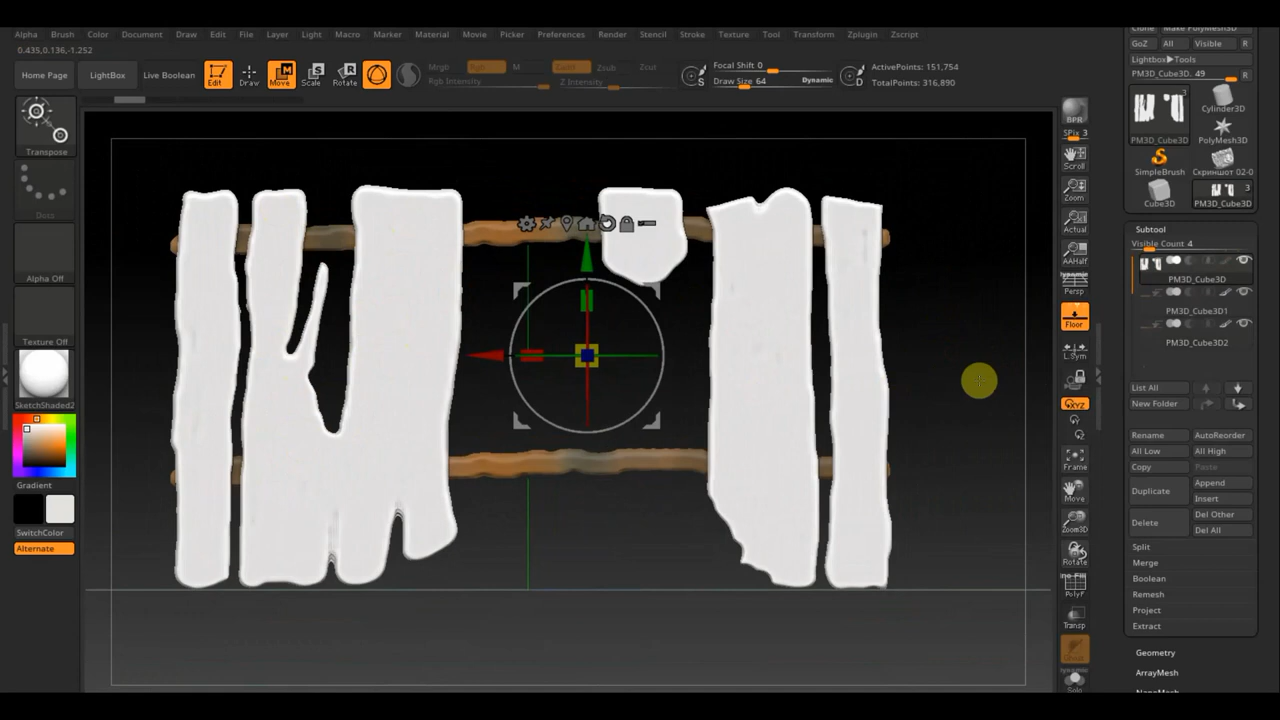 Alpha Brush Color Document Draw Edit File Layer Light Macro Marker Material Movie Picker Preferences Render Stencil Stroke Texture Tool Transform Zplugin Zscript
0.435,0.136,-1.252
Home Page LightBox Live Boolean Edit Draw Move Scale Rotate
Mrgb Rgb M Zadd Zsub Zcut
Rgb Intensity Z Intensity
Focal Shift 0
Draw Size 64 Dynamic
ActivePoints: 151,754
TotalPoints: 316,890
S
D
Transpose
Dots
Alpha Off
Texture Off
SketchShaded2
Gradient
SwitchColor
Alternate
BPR
SPix 3
Scroll
Zoom
Actual
AAHalf
Dynamic
Persp
Floor
L.Sym
XYZ
Frame
Move
Zoom3D
Rotate
PolyF
Transp
Solo
Clone Make PolyMesh3D
GoZ All Visible R
Lightbox▶Tools
PM3D_Cube3D. 49 R
3
Cylinder3D
PM3D_Cube3D PolyMesh3D
SimpleBrush Скриншот 02-0
3
Cube3D PM3D_Cube3D
Subtool
Visible Count 4
PM3D_Cube3D
PM3D_Cube3D1
PM3D_Cube3D2
List All
New Folder
Rename AutoReorder
All Low All High
Copy Paste
Duplicate Append
Insert
Delete Del Other
Del All
Split
Merge
Boolean
Remesh
Project
Extract
Geometry
ArrayMesh
NanoMesh